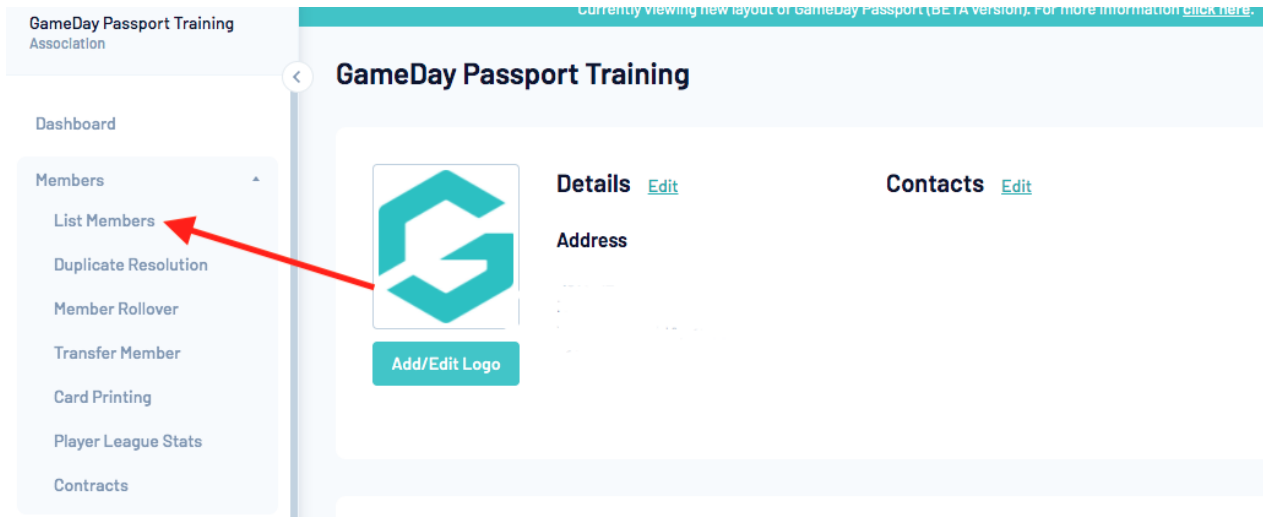 GameDay Passport Training
Association
Currently viewing new layout of GameDay Passport (BETA version). For more information click here.
GameDay Passport Training
Dashboard
Members
List Members
Duplicate Resolution
Member Rollover
Transfer Member
Card Printing
Player League Stats
Contracts
Details Edit
Contacts Edit
Address
Add/Edit Logo